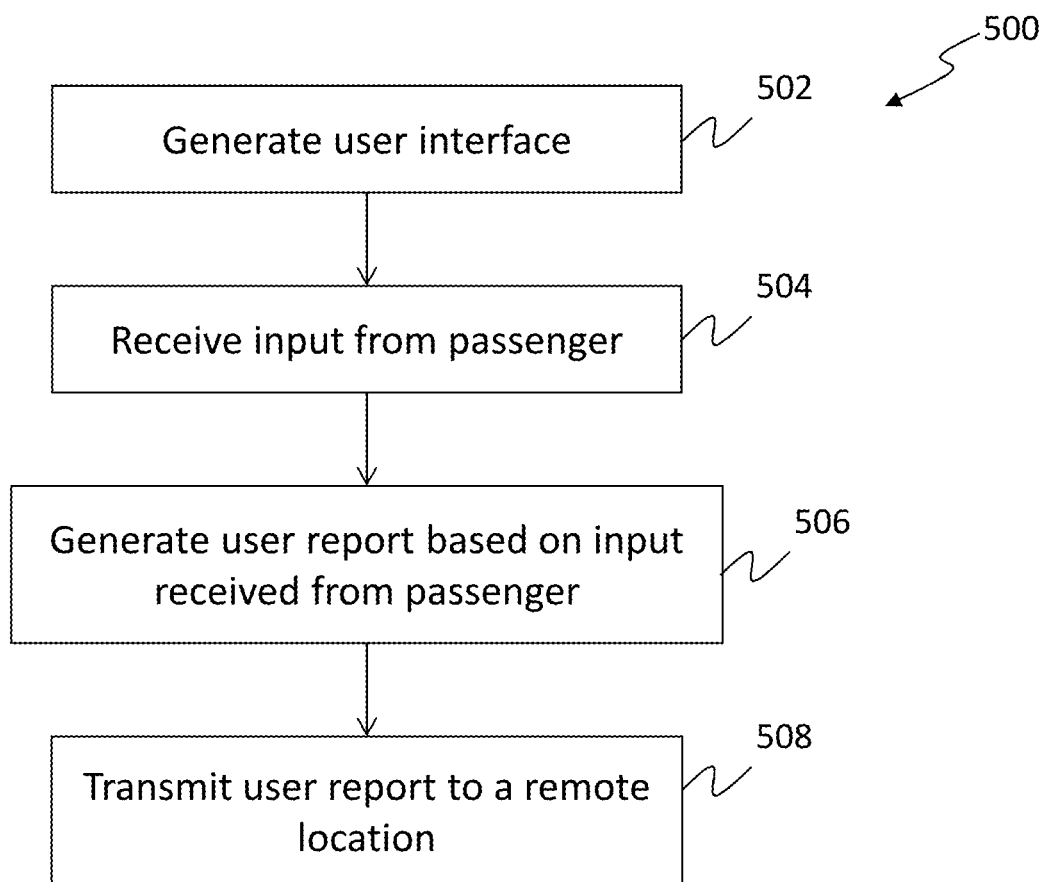 500
502
Generate user interface
504
Receive input from passenger
506
Generate user report based on input
received from passenger
508
Transmit user report to a remote
location